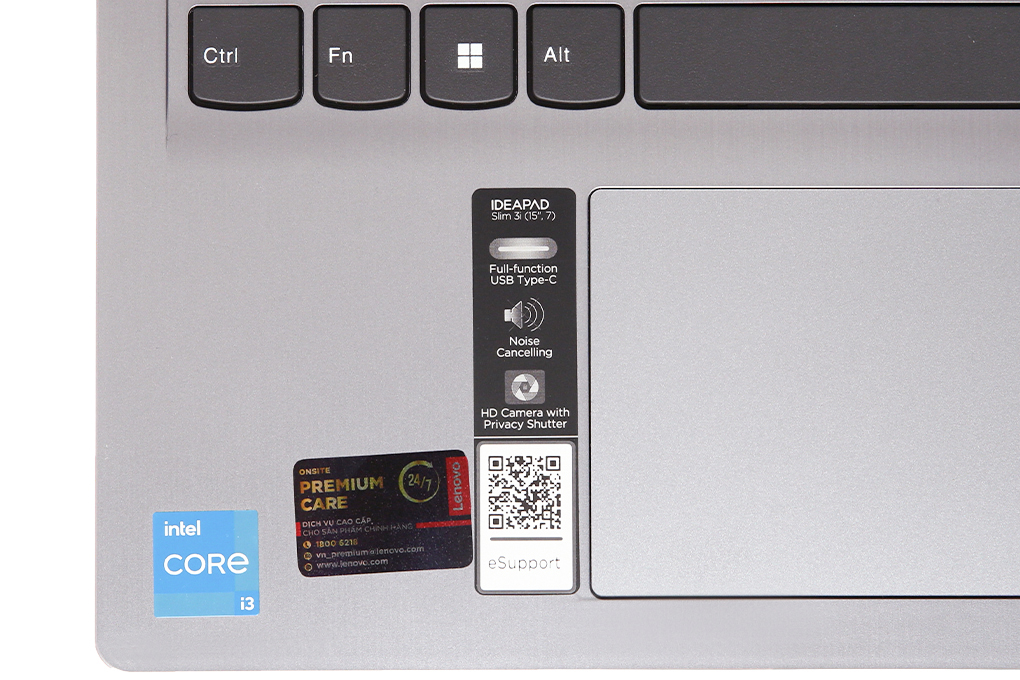 Ctrl
Fn
Alt
IDEAPAD
Slim 3i (15", 7)
Full-function
USB Type-C
Noise
Cancelling
HD Camera with
Privacy Shutter
eSupport
ONSITE
PREMIUM
CARE
24/7
Lenovo
DỊCH VỤ CAO CẤP,
CHO SẢN PHẨM CHÍNH HÃNG
1800 6216
vn_premium@lenovo.com
www.lenovo.com
intel
CORE
i3